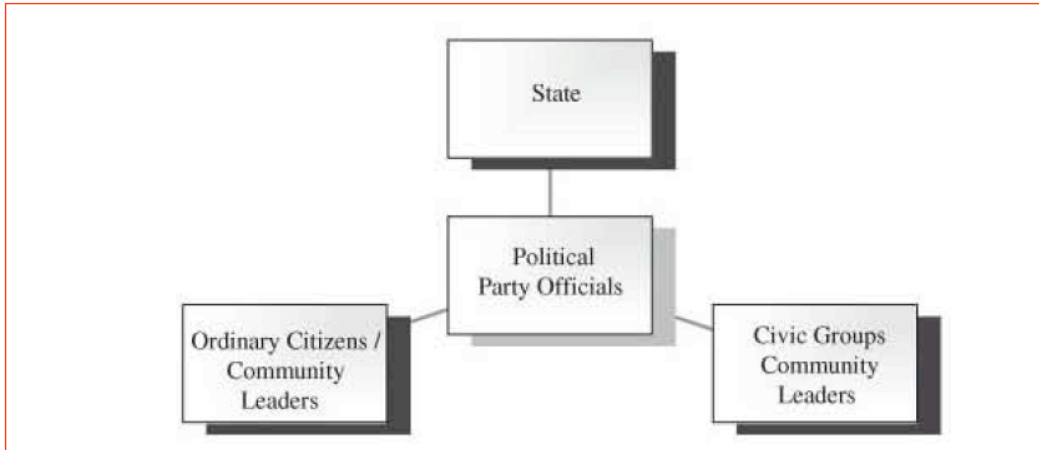 State
Political
Party Officials
Ordinary Citizens /
Community
Leaders
Civic Groups
Community
Leaders